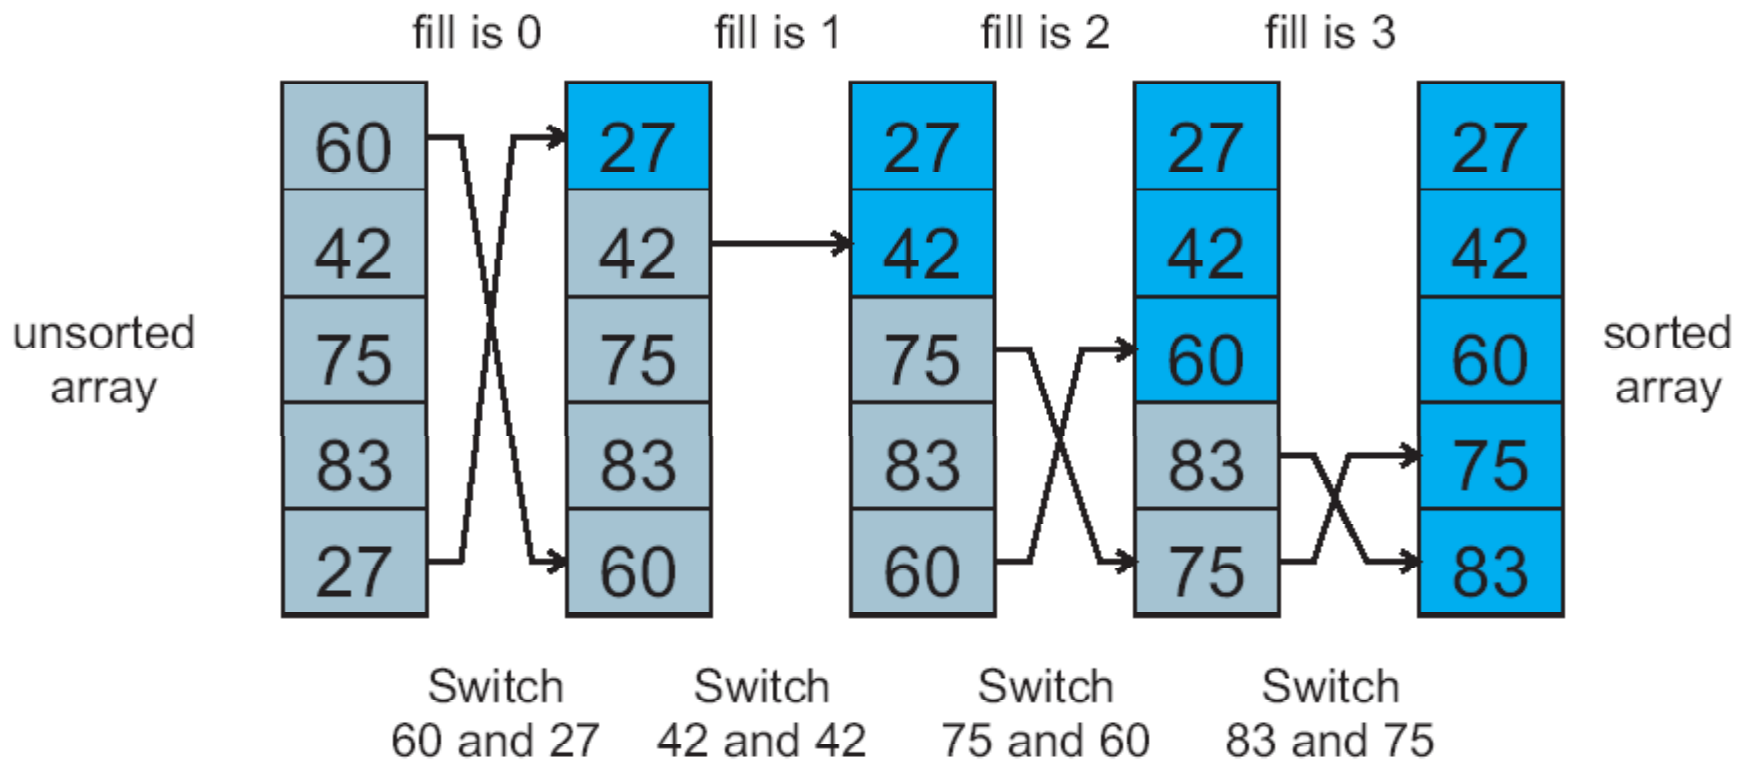 fill is 0 fill is 1 fill is 2 fill is 3
60 27 27 27 27
42 42 42 42 42
unsorted array
75 75 75 60 60
sorted array
83 83 83 83 75
27 60 60 75 83
Switch 60 and 27
Switch 42 and 42
Switch 75 and 60
Switch 83 and 75